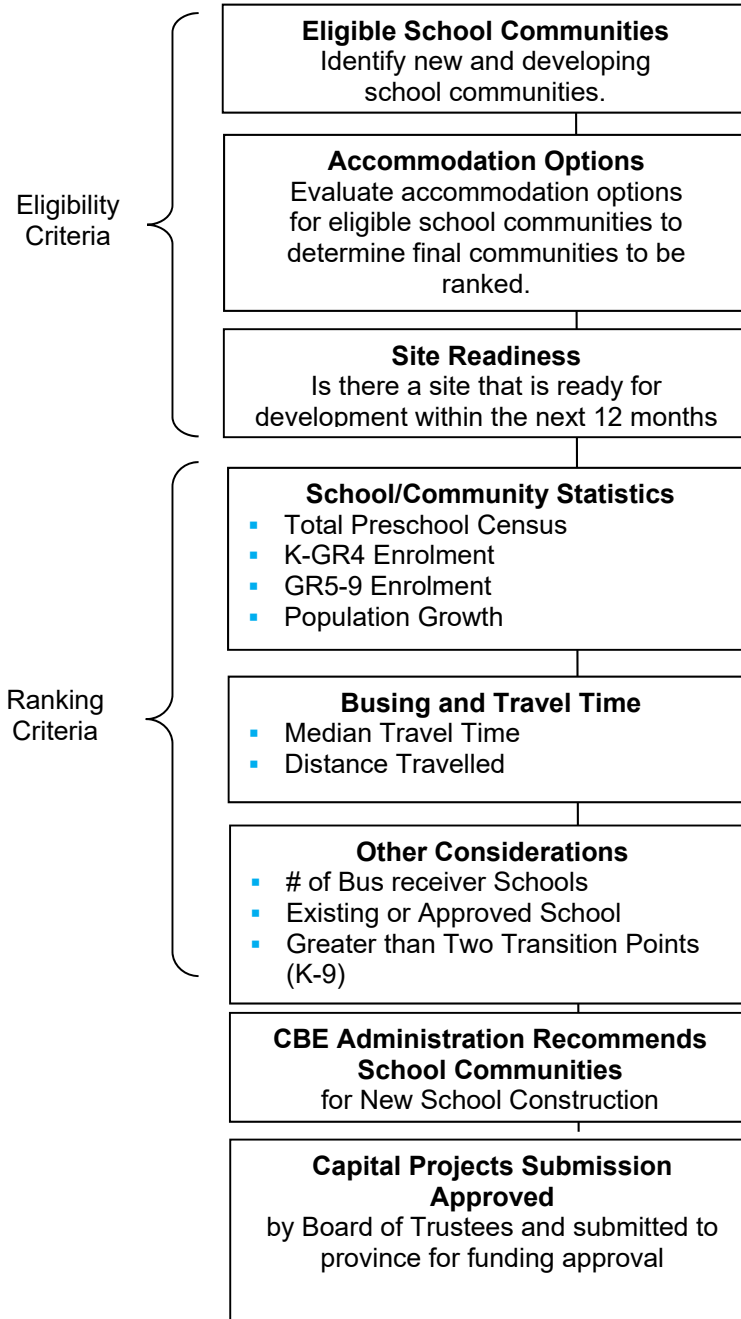 Eligible School Communities
Identify new and developing
school communities.
Accommodation Options
Evaluate accommodation options
for eligible school communities to
determine final communities to be
ranked.
Eligibility
Criteria
Site Readiness
Is there a site that is ready for
development within the next 12 months
School/Community Statistics
▪ Total Preschool Census
▪ K-GR4 Enrolment
▪ GR5-9 Enrolment
▪ Population Growth
Ranking
Criteria
Busing and Travel Time
▪ Median Travel Time
▪ Distance Travelled
Other Considerations
▪ # of Bus receiver Schools
▪ Existing or Approved School
▪ Greater than Two Transition Points
(K-9)
CBE Administration Recommends
School Communities
for New School Construction
Capital Projects Submission
Approved
by Board of Trustees and submitted to
province for funding approval